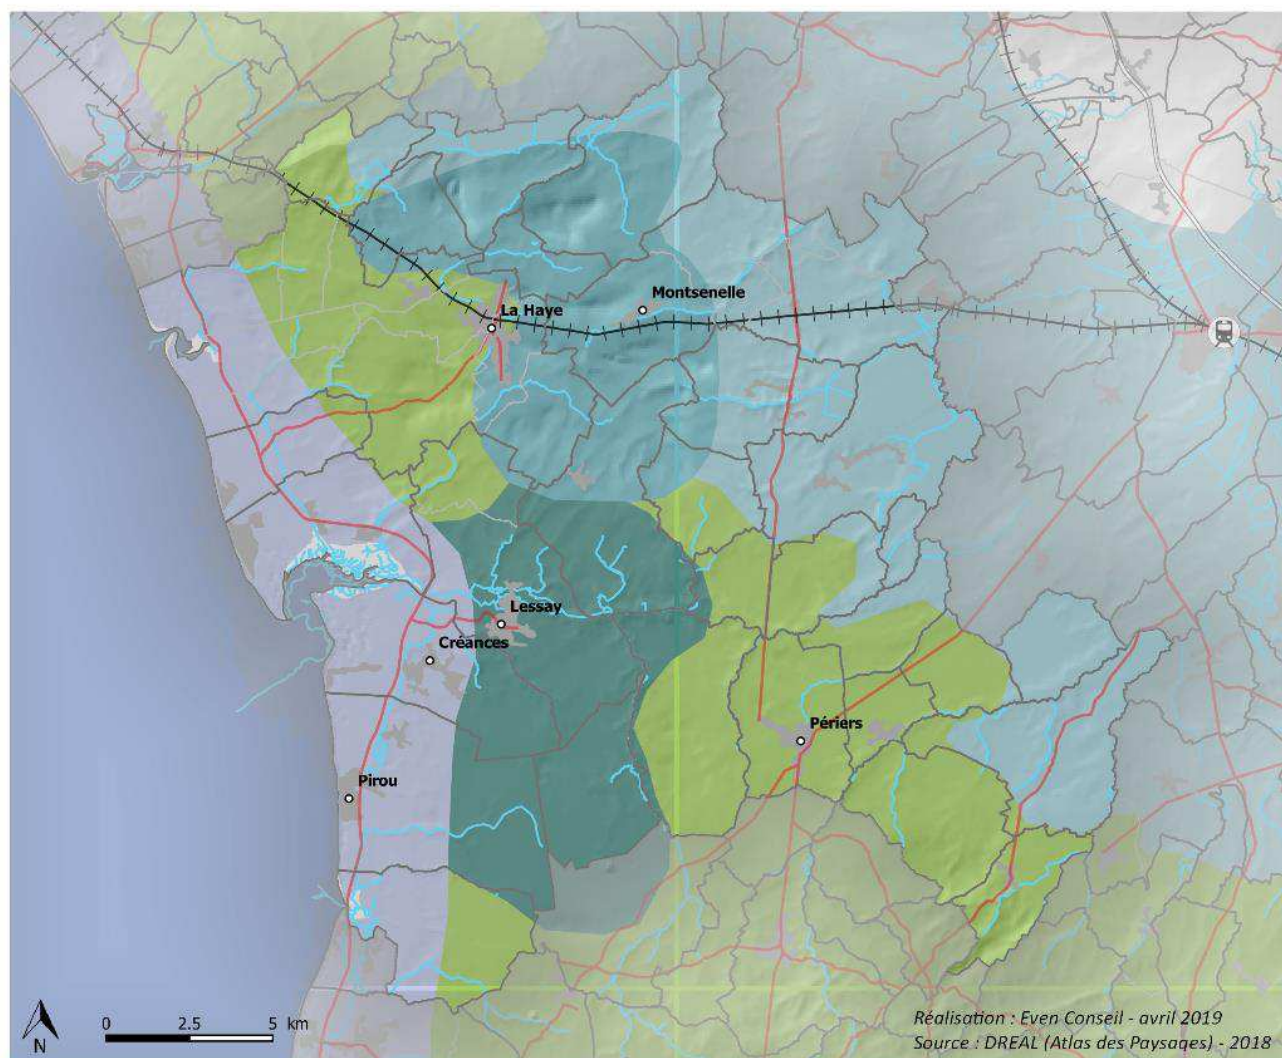 Montsenelle
La Haye
Lessay
Créances
Périers
Pirou
0 2.5 5 km
N
Réalisation : Even Conseil - avril 2019
Source : DREAL (Atlas des Paysages) - 2018